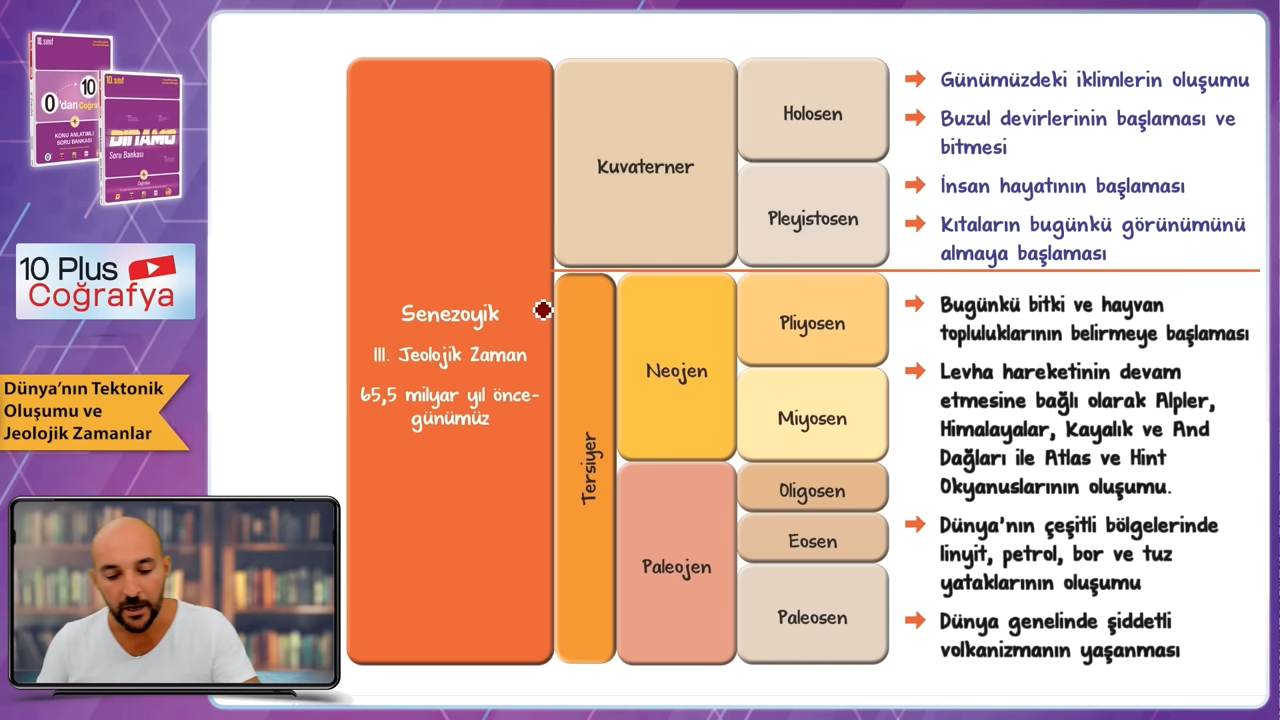 10.sınıf
0'dan 10
KONU ANLATIMLI
SORU BANKASI
10.sınıf
DİNAMO
Soru Bankası
Coğrafya
10 Plus
Coğrafya
Dünya'nın Tektonik
Oluşumu ve
Jeolojik Zamanlar
Senezoyik
III. Jeolojik Zaman
65,5 milyar yıl önce-
günümüz
Kuvaterner
Holosen
Pleyistosen
Tersiyer
Neojen
Pliyosen
Miyosen
Paleojen
Oligosen
Eosen
Paleosen
Günümüzdeki iklimlerin oluşumu
Buzul devirlerinin başlaması ve
bitmesi
İnsan hayatının başlaması
Kıtaların bugünkü görünümünü
almaya başlaması
Bugünkü bitki ve hayvan
topluluklarının belirmeye başlaması
Levha hareketinin devam
etmesine bağlı olarak Alpler,
Himalayalar, Kayalık ve And
Dağları ile Atlas ve Hint
Okyanuslarının oluşumu.
Dünya'nın çeşitli bölgelerinde
linyit, petrol, bor ve tuz
yataklarının oluşumu
Dünya genelinde şiddetli
volkanizmanın yaşanması